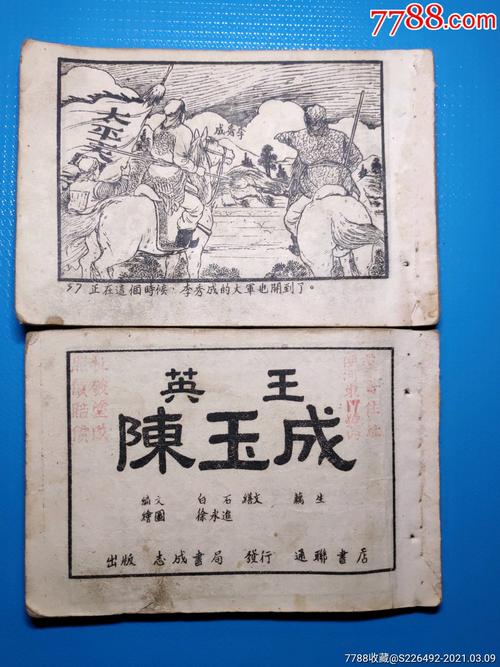 7788.com
太平天
李秀成
57 正在這個時候，李秀成的大軍也開到了。
英王
陳玉成
編文 白石 繕文 萬生
繪圖 徐永進
出版 志成書局 發行 通聯書店
7788收藏@S226492-2021.03.09